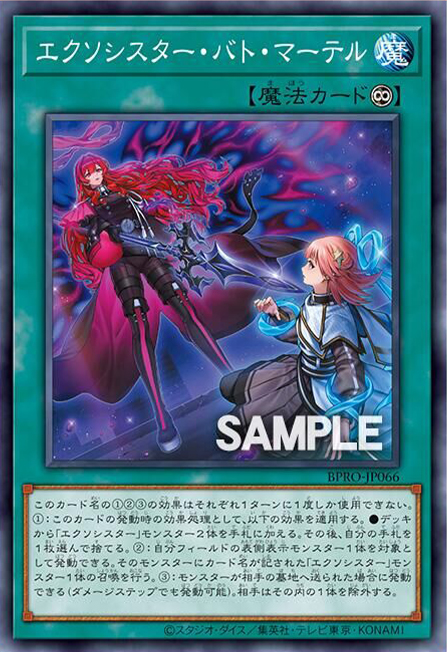 エクソシスター・バト・マーテル
魔
【魔法カード】
SAMPLE
BPRO-JP066
このカード名の①②③の効果はそれぞれ1ターンに1度しか使用できない。
①:このカードの発動時の効果処理として、以下の効果を適用する。●デッキ
から「エクソシスター」モンスター2体を手札に加える。その後、自分の手札を
1枚選んで捨てる。②:自分フィールドの表側表示モンスター1体を対象と
して発動できる。そのモンスターにカード名が記された「エクソシスター」モン
スター1体の召喚を行う。③:モンスターが相手の墓地へ送られた場合に発動
できる(ダメージステップでも発動可能)。相手はその内の1体を除外する。
©スタジオ・ダイス/集英社・テレビ東京・KONAMI